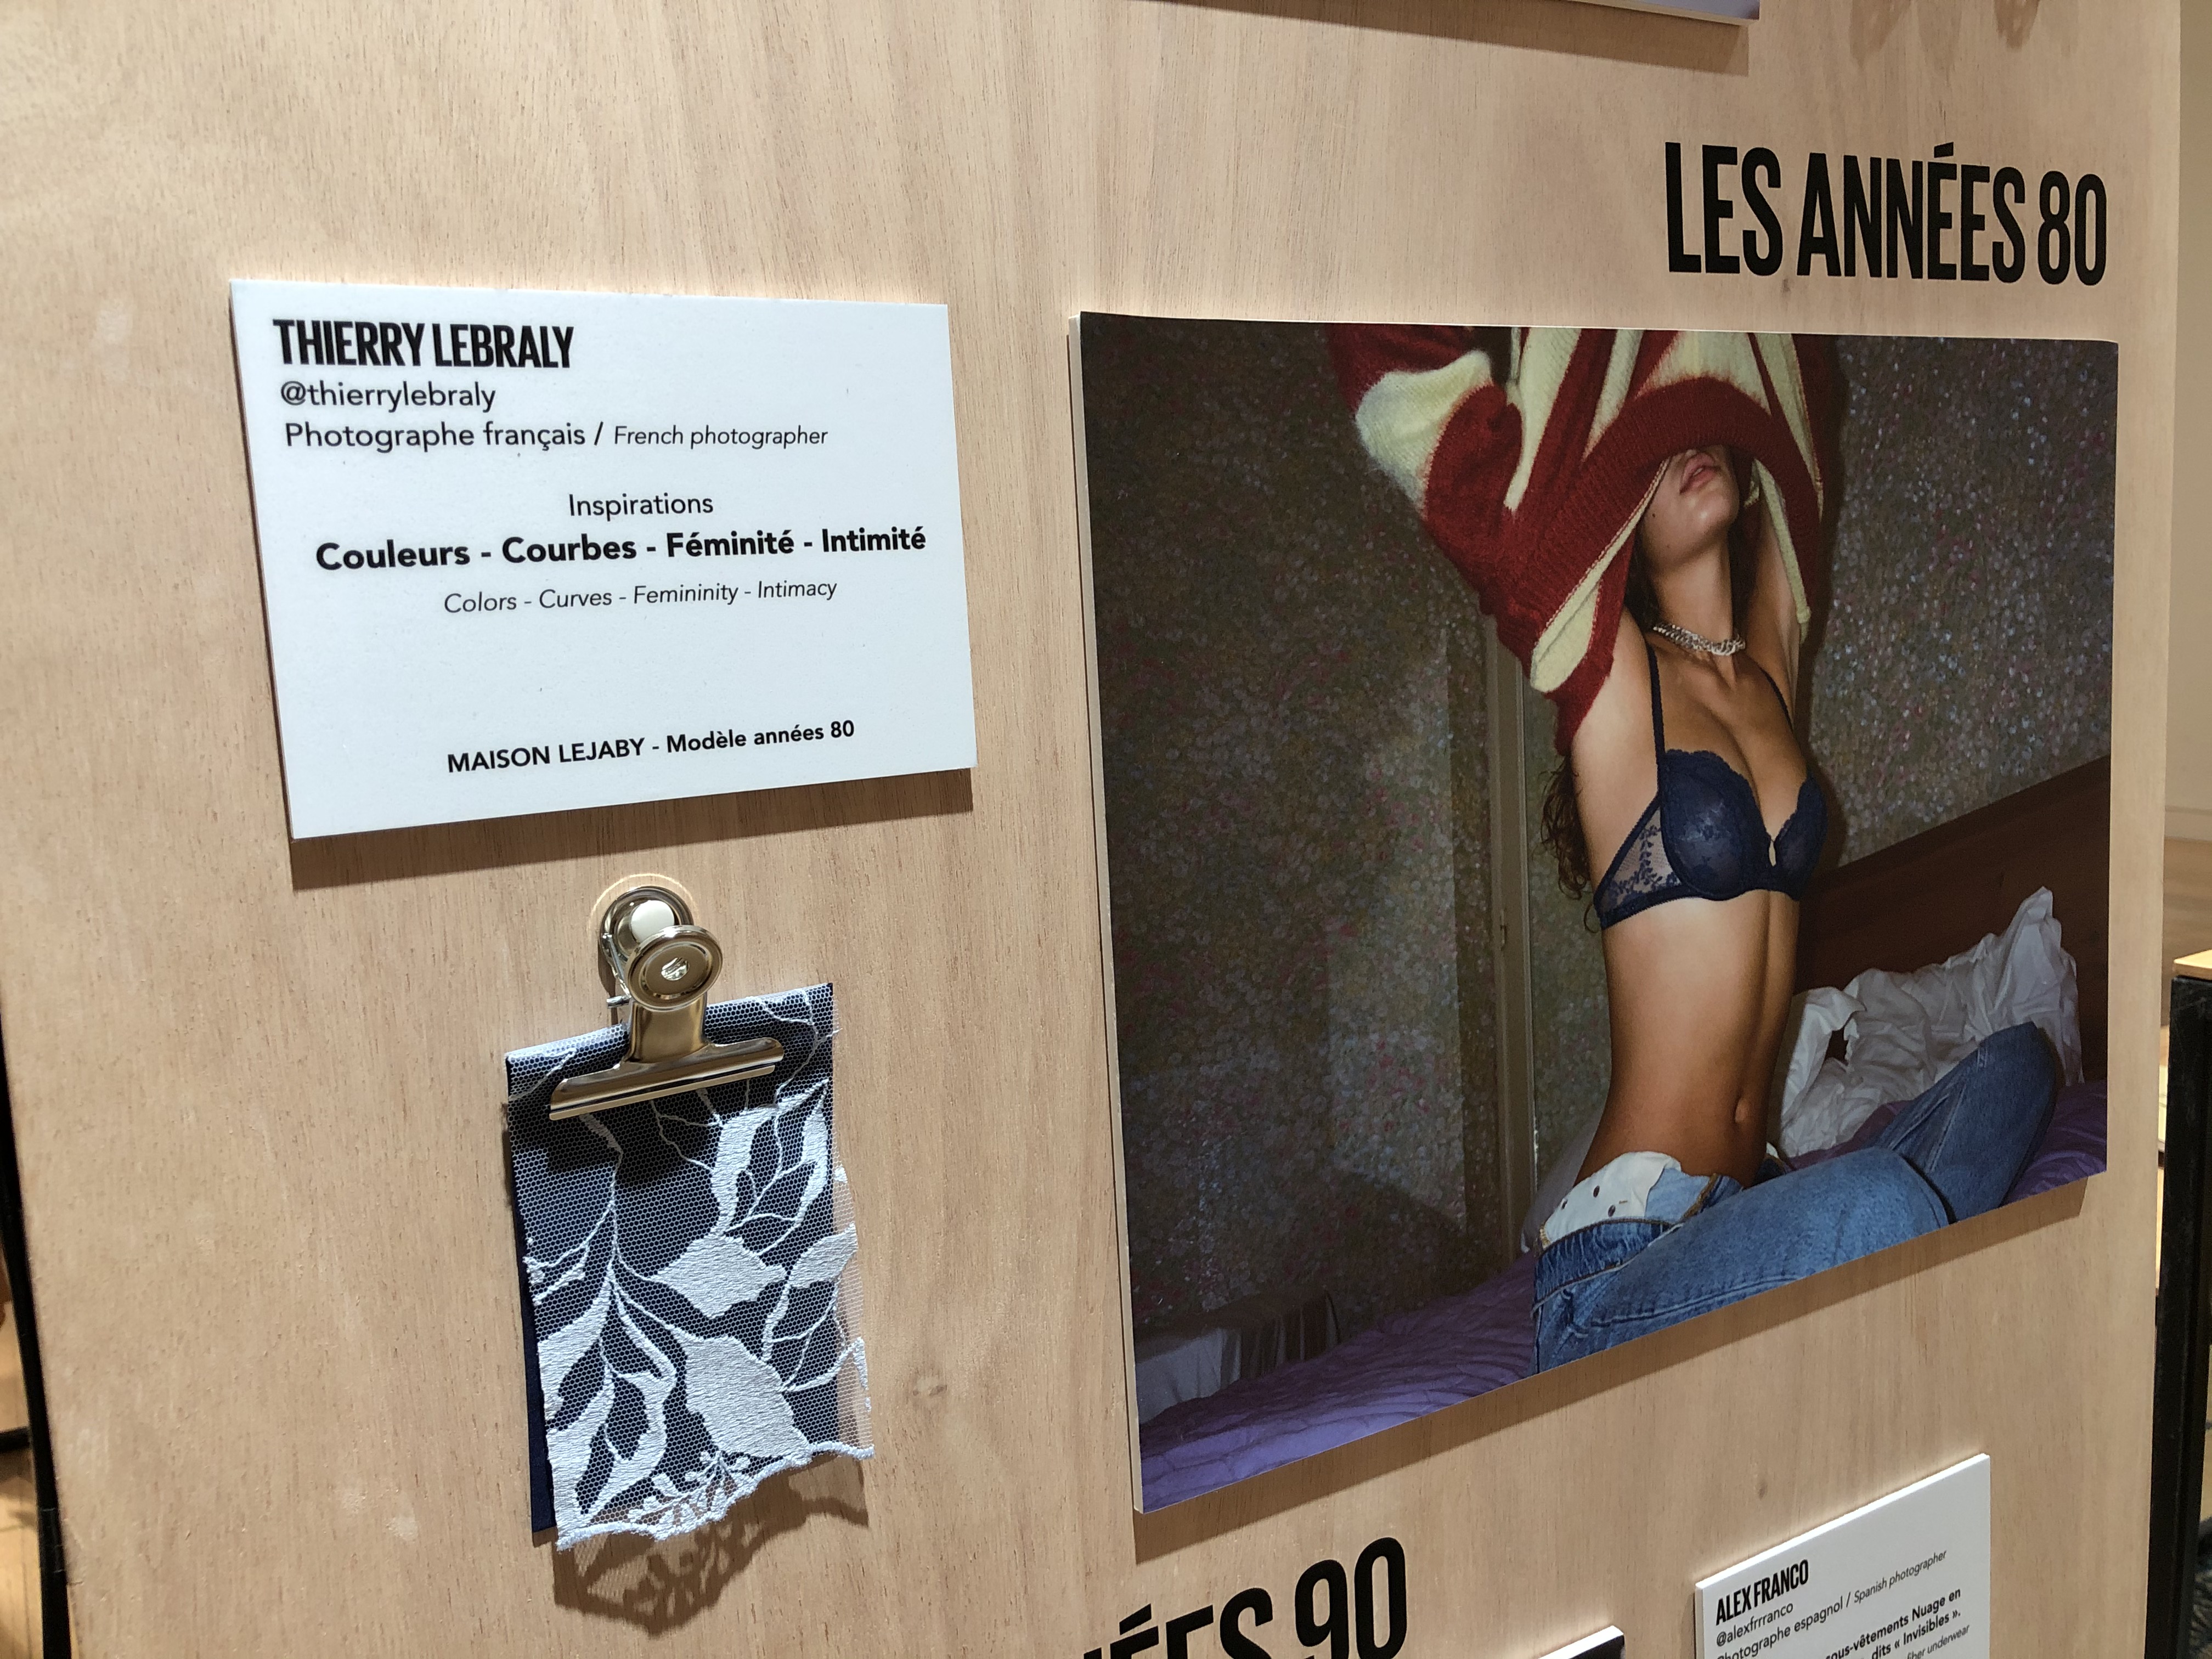 LES ANNÉES 80
THIERRY LEBRALY
@thierrylebraly
Photographe français / French photographer
Inspirations
Couleurs - Courbes - Féminité - Intimité
Colors - Curves - Femininity - Intimacy
MAISON LEJABY - Modèle années 80
90
ALEX FRANCO
@alexfrrranco
Photographe espagnol / Spanish photographer
sous-vêtements Nuage en
dits « Invisibles ».
underwear